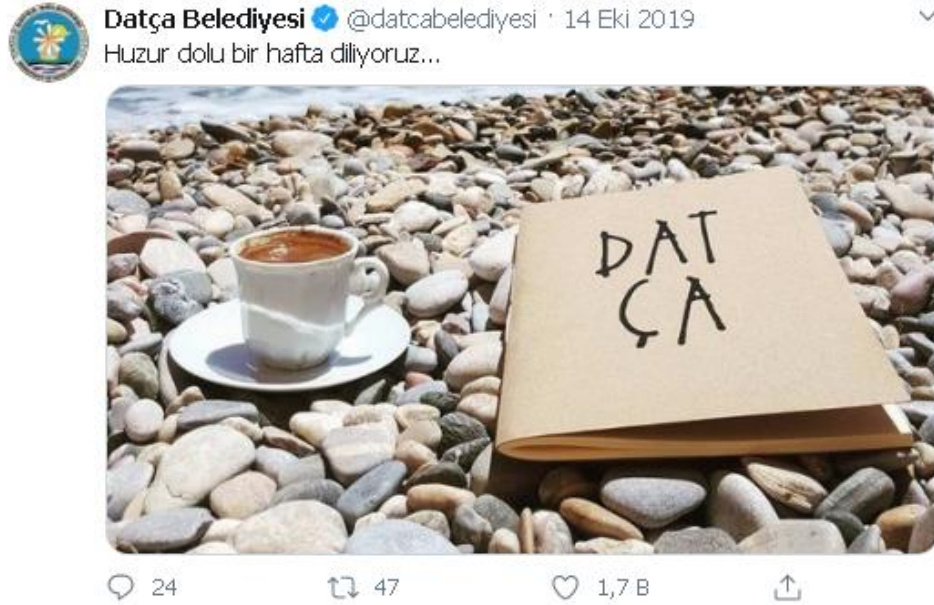 Datça Belediyesi @datcabelediyesi · 14 Eki 2019
Huzur dolu bir hafta diliyoruz...
DAT
ÇA
24 47 1,7 B